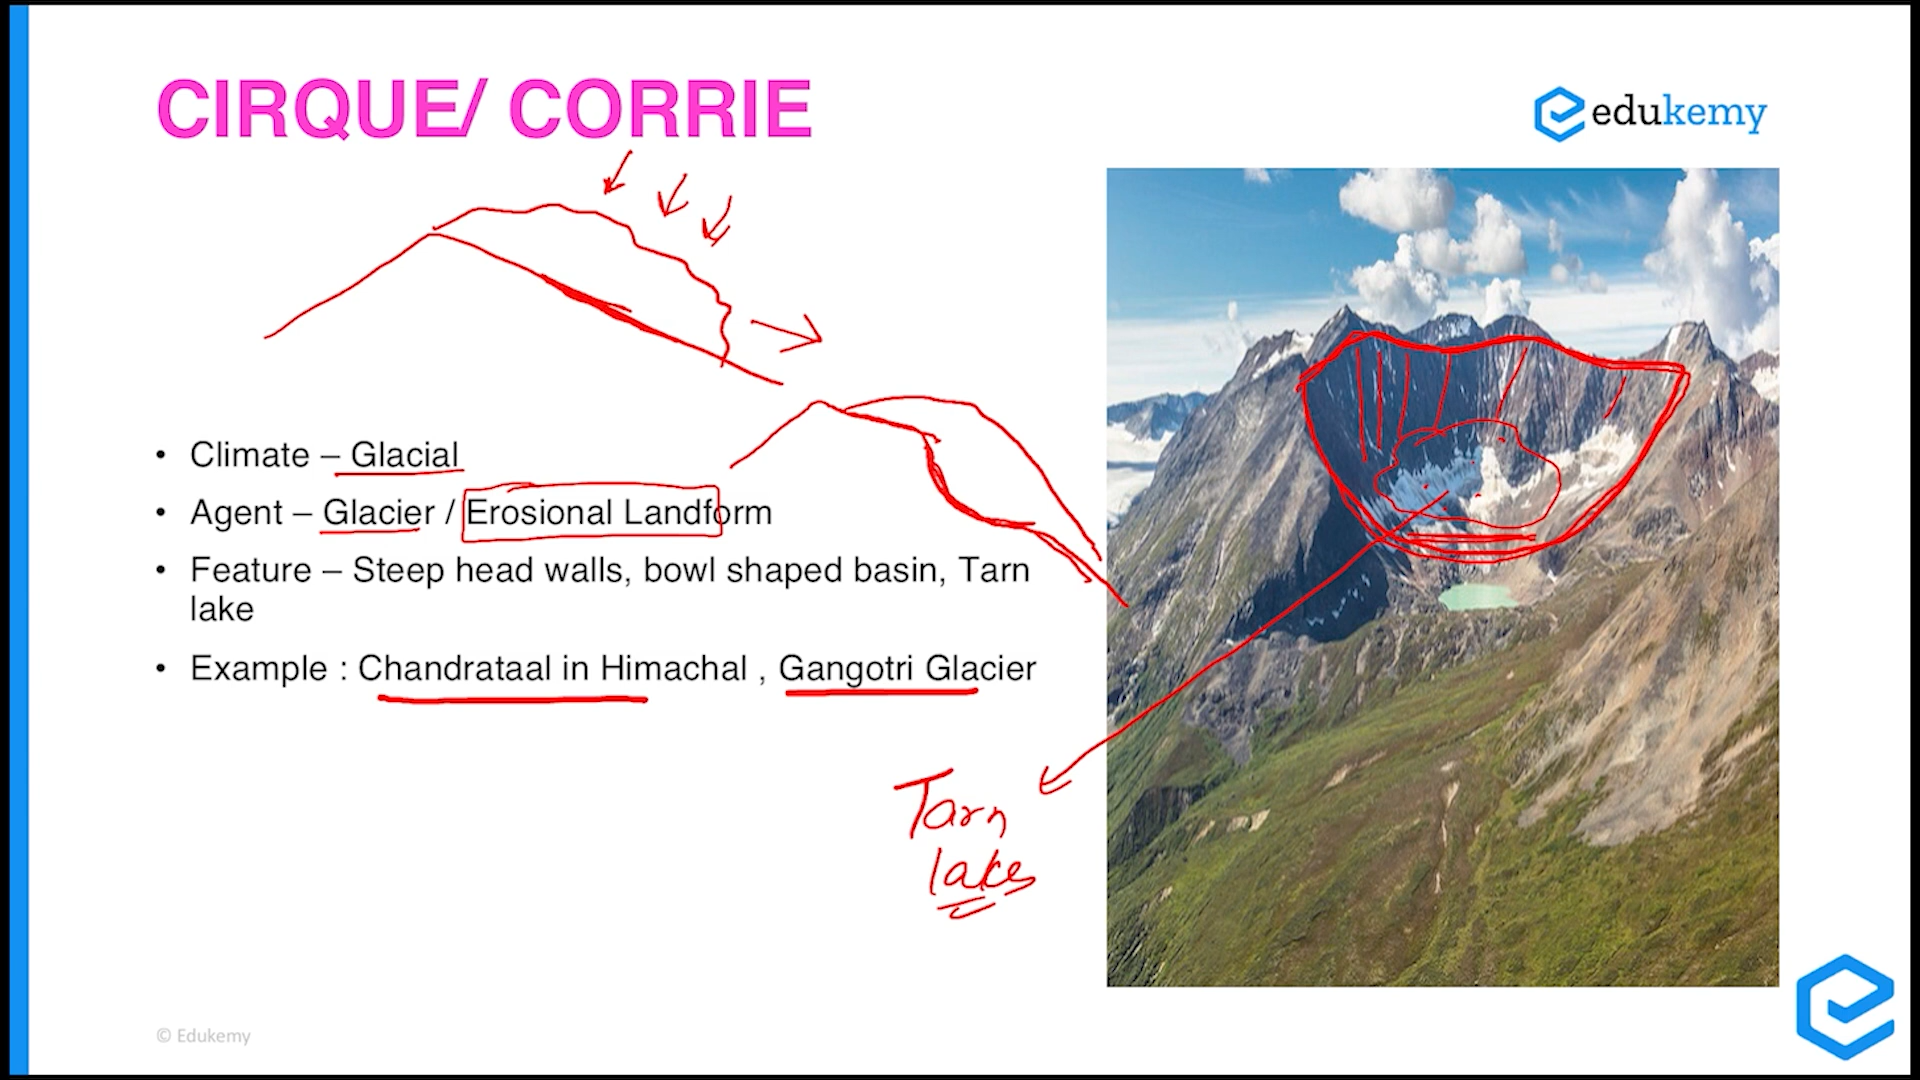 CIRQUE/ CORRIE
edukemy
• Climate – Glacial
• Agent – Glacier / Erosional Landform
• Feature – Steep head walls, bowl shaped basin, Tarn
lake
• Example : Chandrataal in Himachal , Gangotri Glacier
Tarn
lakes
© Edukemy